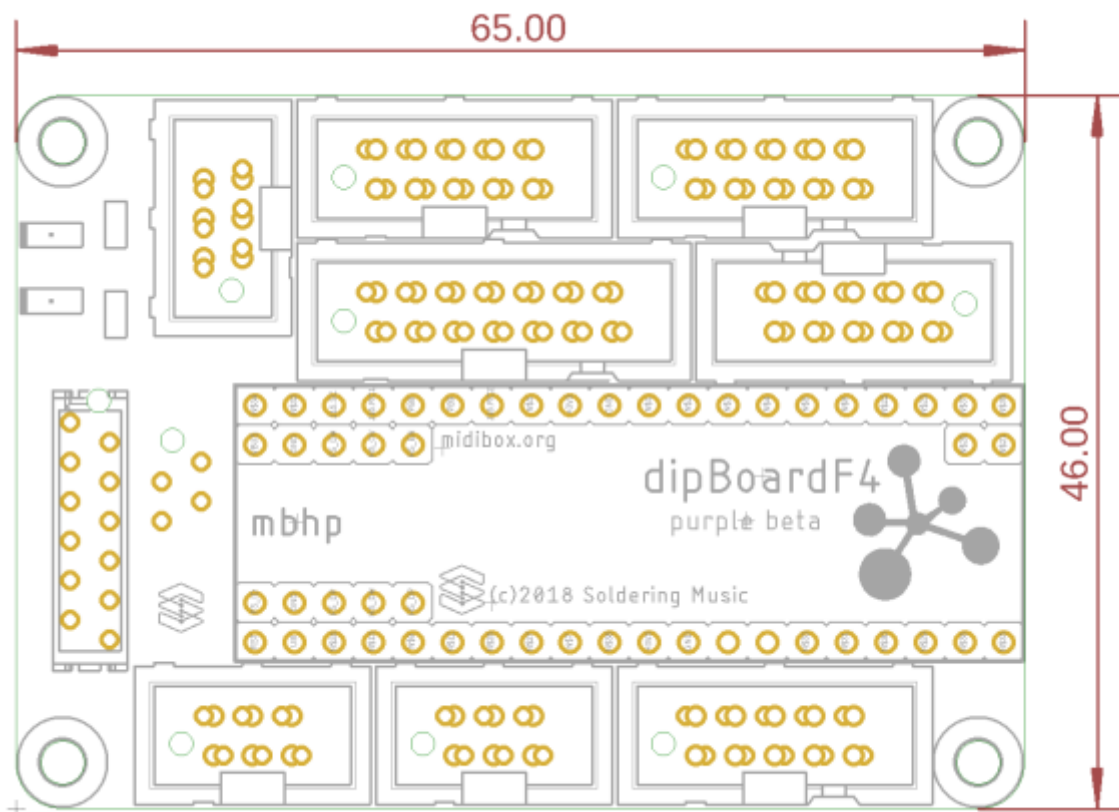 65.00
46.00
midibox.org
dipBoardF4
purple beta
mbhp
(c)2018 Soldering Music